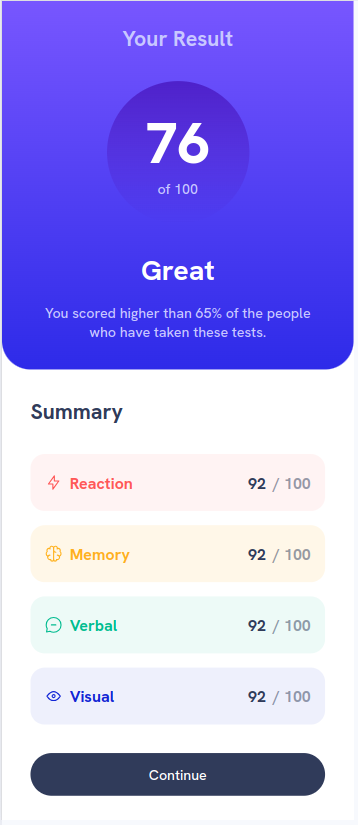 Your Result
76
of 100
Great
You scored higher than 65% of the people
who have taken these tests.
Summary
Reaction 92 / 100
Memory 92 / 100
Verbal 92 / 100
Visual 92 / 100
Continue